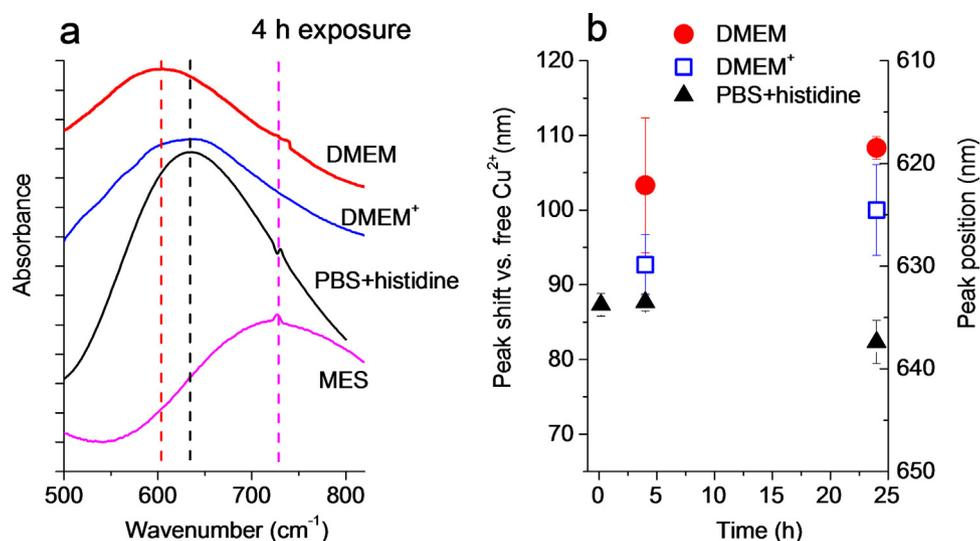 a
4 h exposure
DMEM
DMEM⁺
PBS+histidine
MES
Absorbance
500 600 700 800
Wavenumber (cm⁻¹)
b
DMEM
DMEM⁺
PBS+histidine
120
110
100
90
80
70
Peak shift vs. free Cu²⁺(nm)
610
620
630
640
650
Peak position (nm)
0 5 10 15 20 25
Time (h)